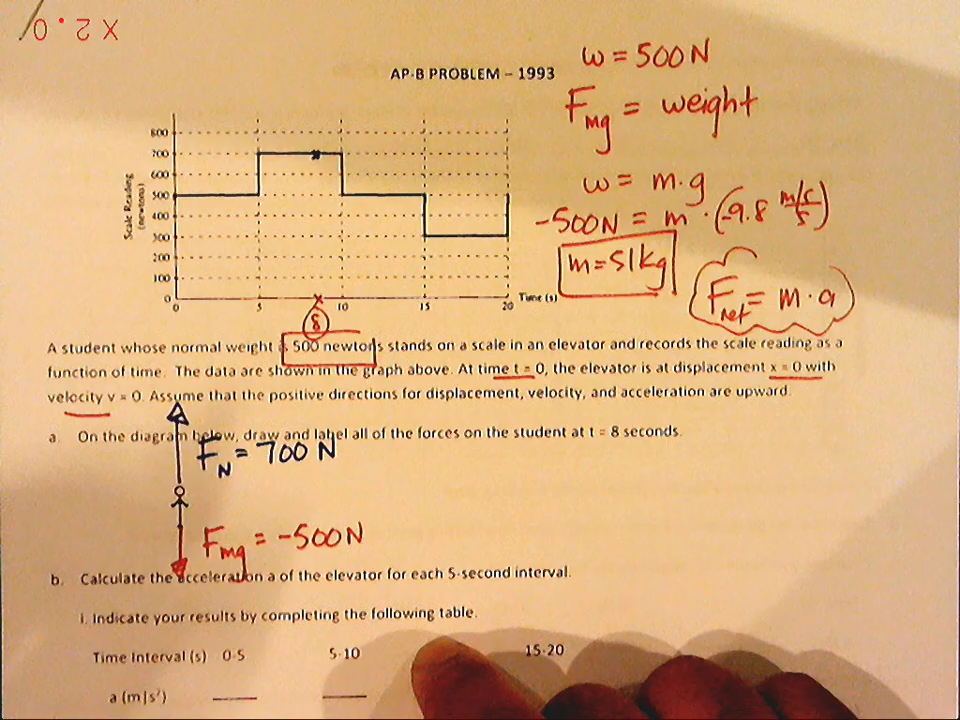 x 2.0
AP-B PROBLEM – 1993
w = 500 N
Fmg = weight
w = m·g
-500N = m · (-9.8 m/s/s)
m = 51kg
Fnet = m · a
Scale Reading
(newtons)
800
700
600
500
400
300
200
100
0
0 5 10 15 20 Time (s)
8
A student whose normal weight is 500 newtons stands on a scale in an elevator and records the scale reading as a
function of time. The data are shown in the graph above. At time t = 0, the elevator is at displacement x = 0 with
velocity v = 0. Assume that the positive directions for displacement, velocity, and acceleration are upward.
a. On the diagram below, draw and label all of the forces on the student at t = 8 seconds.
FN = 700 N
Fmg = -500N
b. Calculate the acceleration a of the elevator for each 5-second interval.
i. Indicate your results by completing the following table.
Time Interval (s) 0-5 5-10 15-20
a (m/s²)